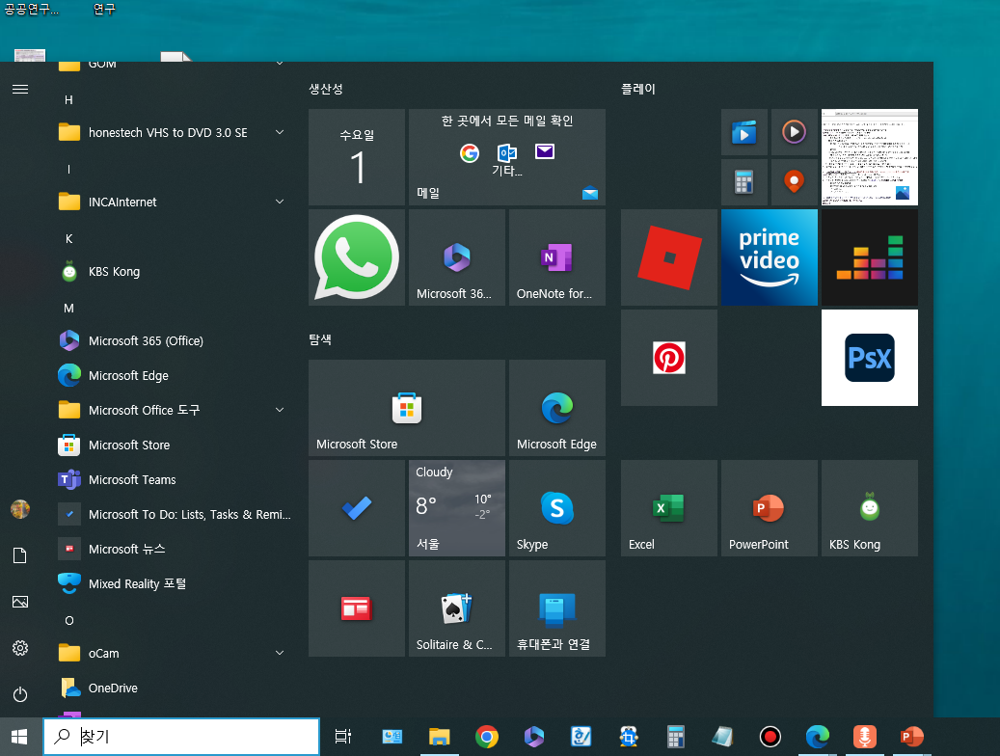 공공연구...
연구
GOM
H
honestech VHS to DVD 3.0 SE
I
INCAInternet
K
KBS Kong
M
Microsoft 365 (Office)
Microsoft Edge
Microsoft Office 도구
Microsoft Store
Microsoft Teams
Microsoft To Do: Lists, Tasks & Remi...
Microsoft 뉴스
Mixed Reality 포털
O
oCam
OneDrive
생산성
수요일
1
한 곳에서 모든 메일 확인
기타...
메일
Microsoft 36...
OneNote for...
탐색
Microsoft Store
Microsoft Edge
Cloudy
8°
10°
-2°
서울
Skype
Solitaire & C...
휴대폰과 연결
플레이
prime
video
PsX
Excel
PowerPoint
KBS Kong
찾기